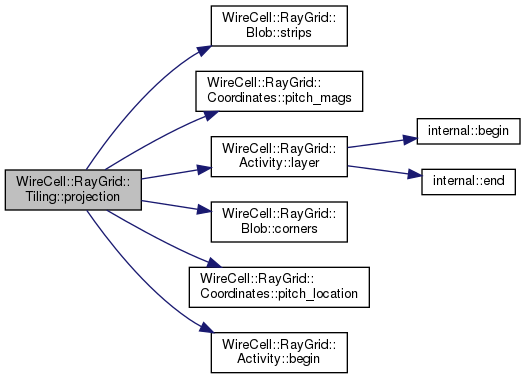 WireCell::RayGrid::
Tiling::projection
WireCell::RayGrid::
Blob::strips
WireCell::RayGrid::
Coordinates::pitch_mags
WireCell::RayGrid::
Activity::layer
internal::begin
internal::end
WireCell::RayGrid::
Blob::corners
WireCell::RayGrid::
Coordinates::pitch_location
WireCell::RayGrid::
Activity::begin